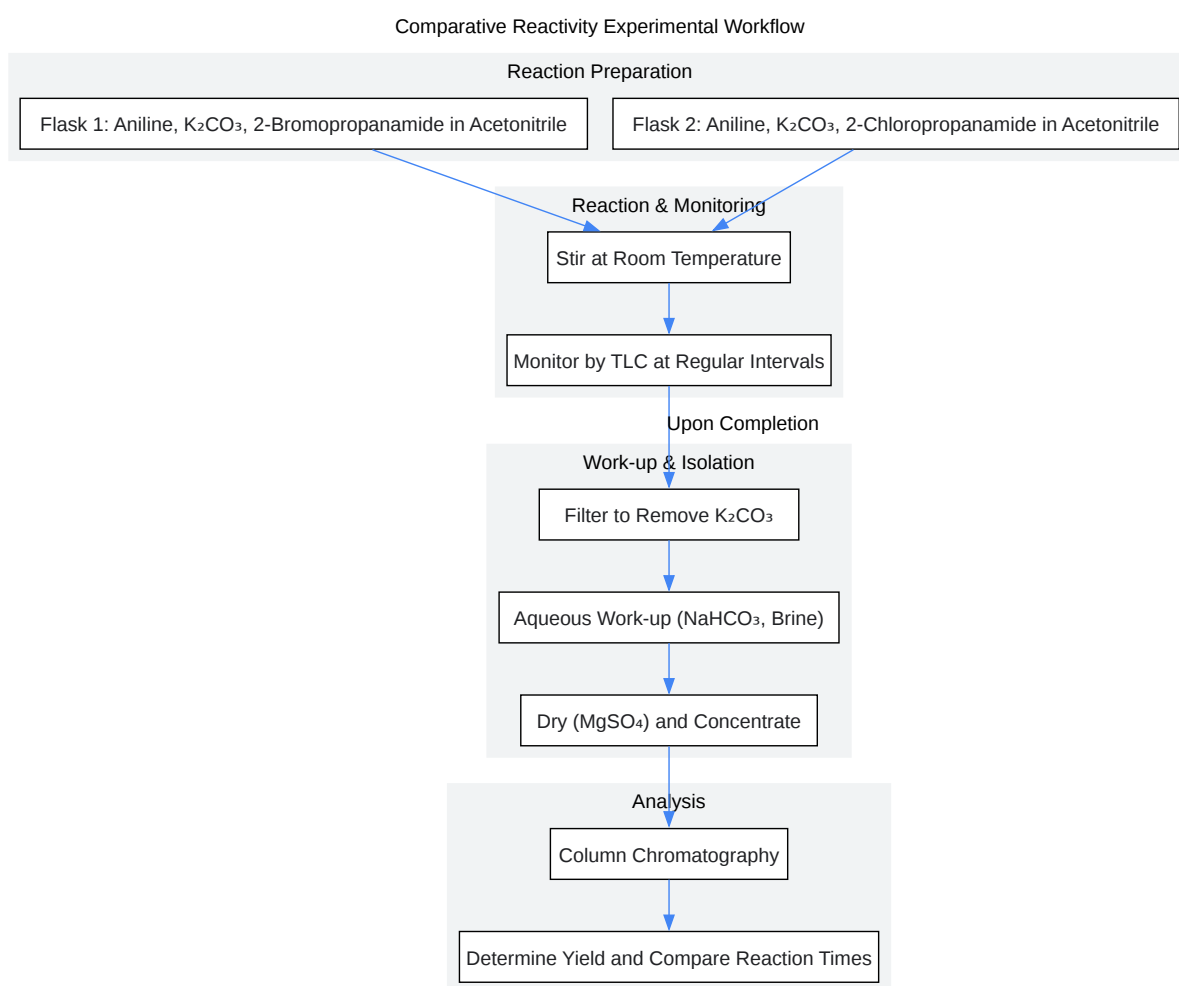 Comparative Reactivity Experimental Workflow
Reaction Preparation
Flask 1: Aniline, K₂CO₃, 2-Bromopropanamide in Acetonitrile
Flask 2: Aniline, K₂CO₃, 2-Chloropropanamide in Acetonitrile
Reaction & Monitoring
Stir at Room Temperature
Monitor by TLC at Regular Intervals
Upon Completion
Work-up & Isolation
Filter to Remove K₂CO₃
Aqueous Work-up (NaHCO₃, Brine)
Dry (MgSO₄) and Concentrate
Analysis
Column Chromatography
Determine Yield and Compare Reaction Times